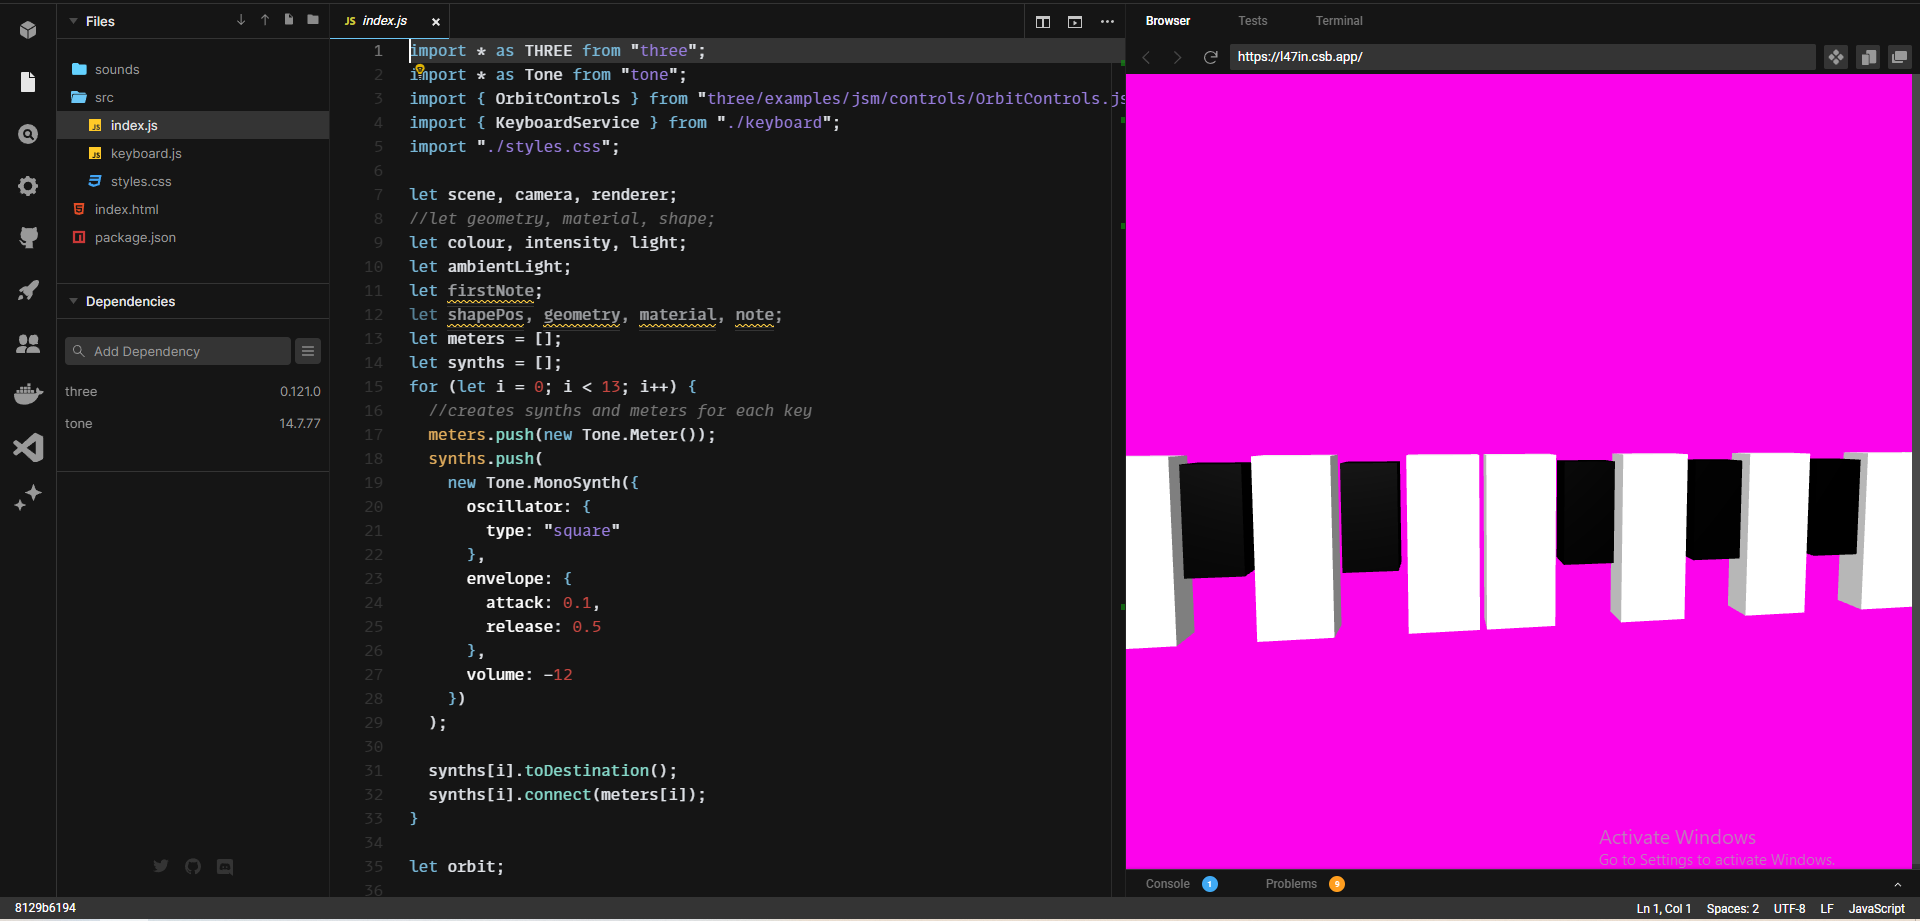 Files
sounds
src
index.js
keyboard.js
styles.css
index.html
package.json
Dependencies
Add Dependency
three 0.121.0
tone 14.7.77
JS index.js ×
1 import * as THREE from "three";
2 import * as Tone from "tone";
3 import { OrbitControls } from "three/examples/jsm/controls/OrbitControls.js
4 import { KeyboardService } from "./keyboard";
5 import "./styles.css";
6
7 let scene, camera, renderer;
8 //let geometry, material, shape;
9 let colour, intensity, light;
10 let ambientLight;
11 let firstNote;
12 let shapePos, geometry, material, note;
13 let meters = [];
14 let synths = [];
15 for (let i = 0; i < 13; i++) {
16 //creates synths and meters for each key
17 meters.push(new Tone.Meter());
18 synths.push(
19 new Tone.MonoSynth({
20 oscillator: {
21 type: "square"
22 },
23 envelope: {
24 attack: 0.1,
25 release: 0.5
26 },
27 volume: -12
28 })
29 );
30
31 synths[i].toDestination();
32 synths[i].connect(meters[i]);
33 }
34
35 let orbit;
36
Browser Tests Terminal
https://l47in.csb.app/
Activate Windows
Go to Settings to activate Windows.
Console 1 Problems 9
8129b6194
Ln 1, Col 1 Spaces: 2 UTF-8 LF JavaScript